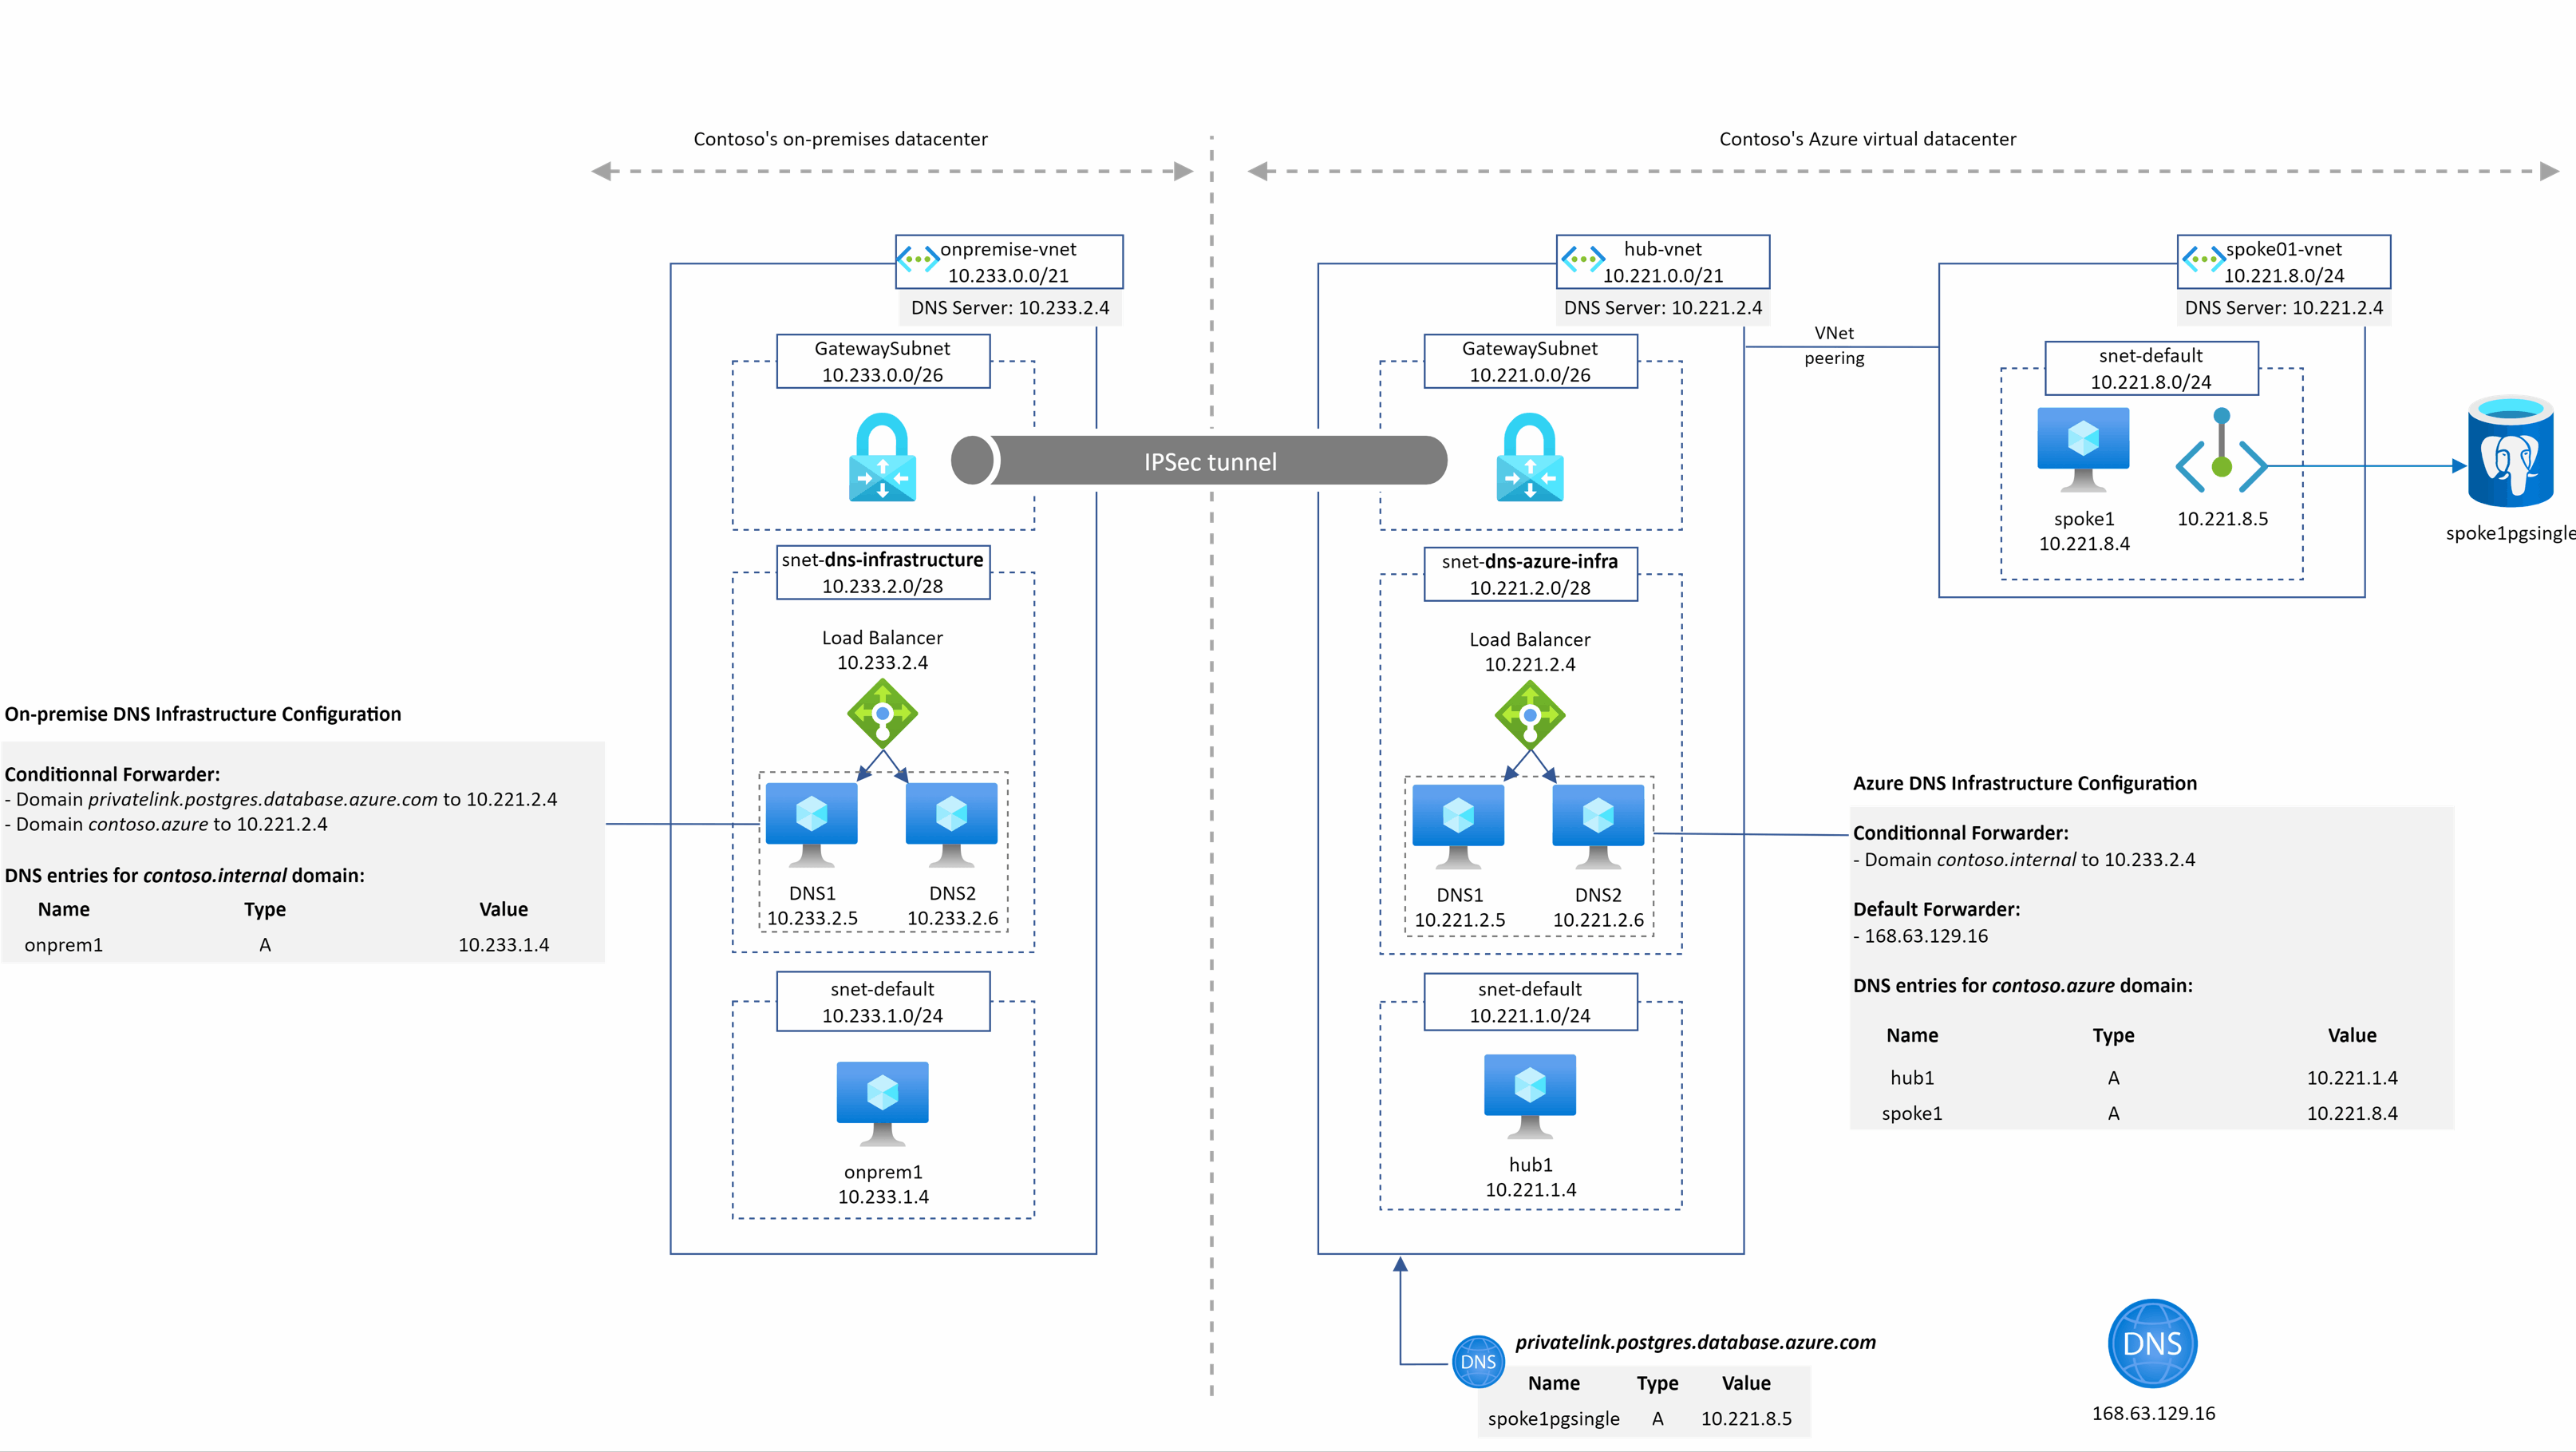 Contoso's on-premises datacenter
Contoso's Azure virtual datacenter
onpremise-vnet
10.233.0.0/21
DNS Server: 10.233.2.4
GatewaySubnet
10.233.0.0/26
IPSec tunnel
snet-dns-infrastructure
10.233.2.0/28
Load Balancer
10.233.2.4
DNS1
10.233.2.5
DNS2
10.233.2.6
snet-default
10.233.1.0/24
onprem1
10.233.1.4
On-premise DNS Infrastructure Configuration
Conditionnal Forwarder:
- Domain privatelink.postgres.database.azure.com to 10.221.2.4
- Domain contoso.azure to 10.221.2.4
DNS entries for contoso.internal domain:
Name Type Value
onprem1 A 10.233.1.4
hub-vnet
10.221.0.0/21
DNS Server: 10.221.2.4
GatewaySubnet
10.221.0.0/26
snet-dns-azure-infra
10.221.2.0/28
Load Balancer
10.221.2.4
DNS1
10.221.2.5
DNS2
10.221.2.6
snet-default
10.221.1.0/24
hub1
10.221.1.4
VNet
peering
spoke01-vnet
10.221.8.0/24
DNS Server: 10.221.2.4
snet-default
10.221.8.0/24
spoke1
10.221.8.4
10.221.8.5
spoke1pgsingle
Azure DNS Infrastructure Configuration
Conditionnal Forwarder:
- Domain contoso.internal to 10.233.2.4
Default Forwarder:
- 168.63.129.16
DNS entries for contoso.azure domain:
Name Type Value
hub1 A 10.221.1.4
spoke1 A 10.221.8.4
DNS
privatelink.postgres.database.azure.com
Name Type Value
spoke1pgsingle A 10.221.8.5
DNS
168.63.129.16